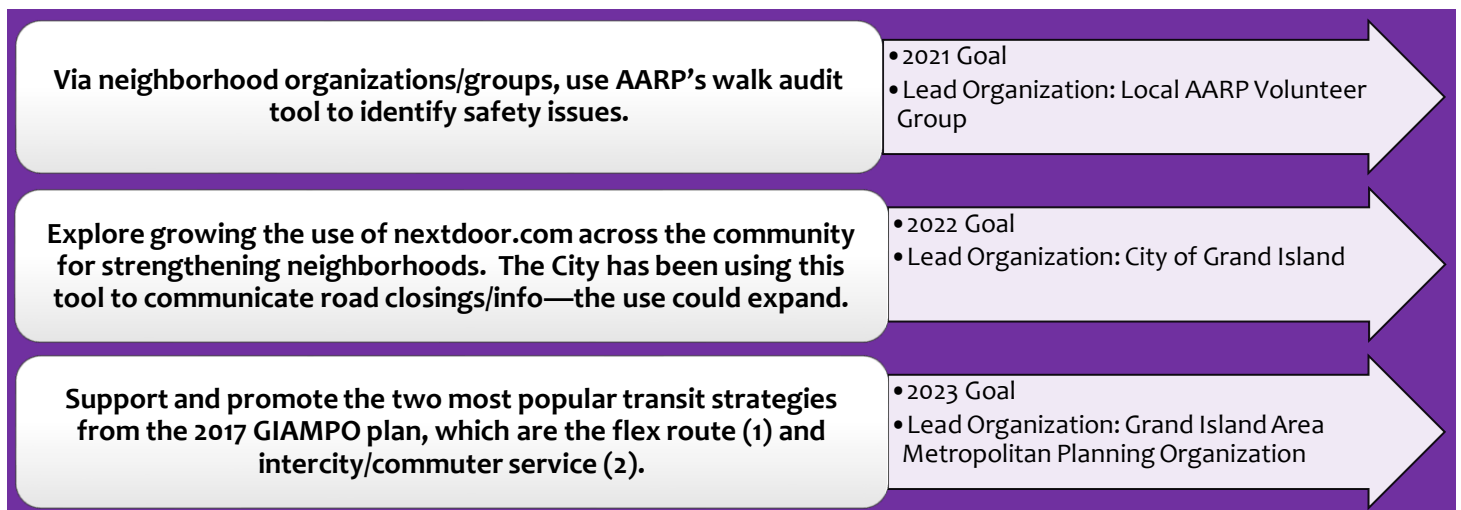 Via neighborhood organizations/groups, use AARP's walk audit
tool to identify safety issues.
•2021 Goal
•Lead Organization: Local AARP Volunteer
Group
Explore growing the use of nextdoor.com across the community
for strengthening neighborhoods.  The City has been using this
tool to communicate road closings/info—the use could expand.
•2022 Goal
•Lead Organization: City of Grand Island
Support and promote the two most popular transit strategies
from the 2017 GIAMPO plan, which are the flex route (1) and
intercity/commuter service (2).
•2023 Goal
•Lead Organization: Grand Island Area
Metropolitan Planning Organization